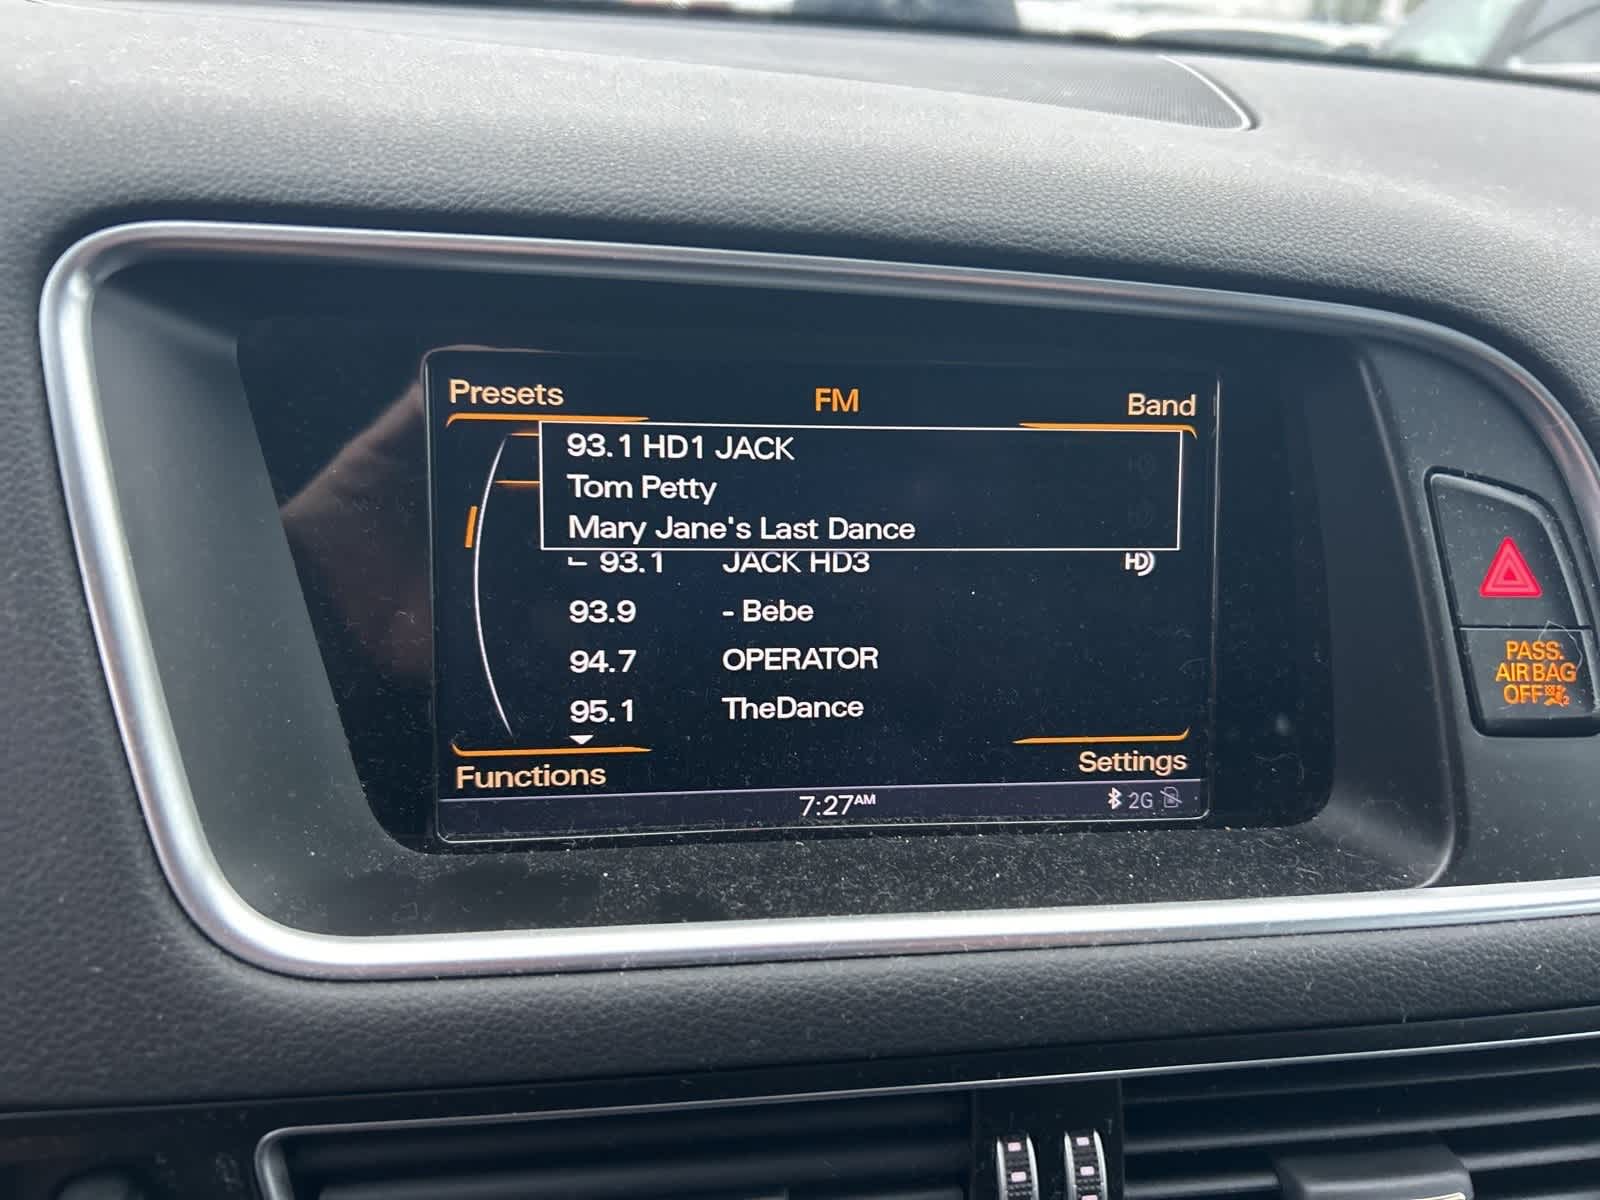 Presets FM Band
93.1 HD1 JACK
Tom Petty
Mary Jane's Last Dance
93.1 JACK HD3 HD
93.9 - Bebe
94.7 OPERATOR
95.1 TheDance
Functions Settings
7:27AM 2G
PASS.
AIR BAG
OFF